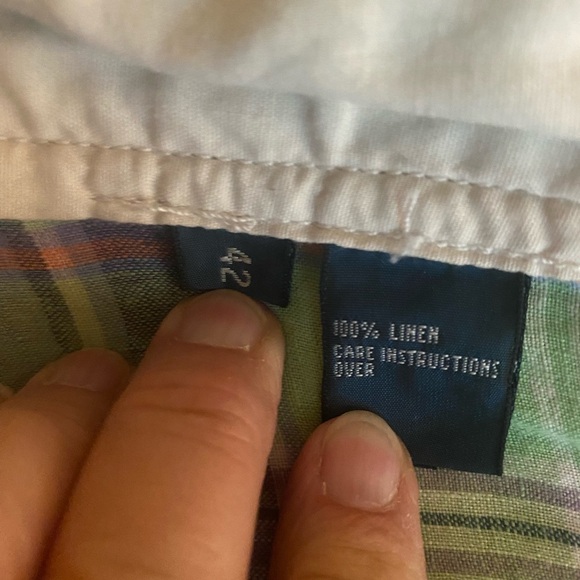 42
100% LINEN
CARE INSTRUCTIONS
OVER